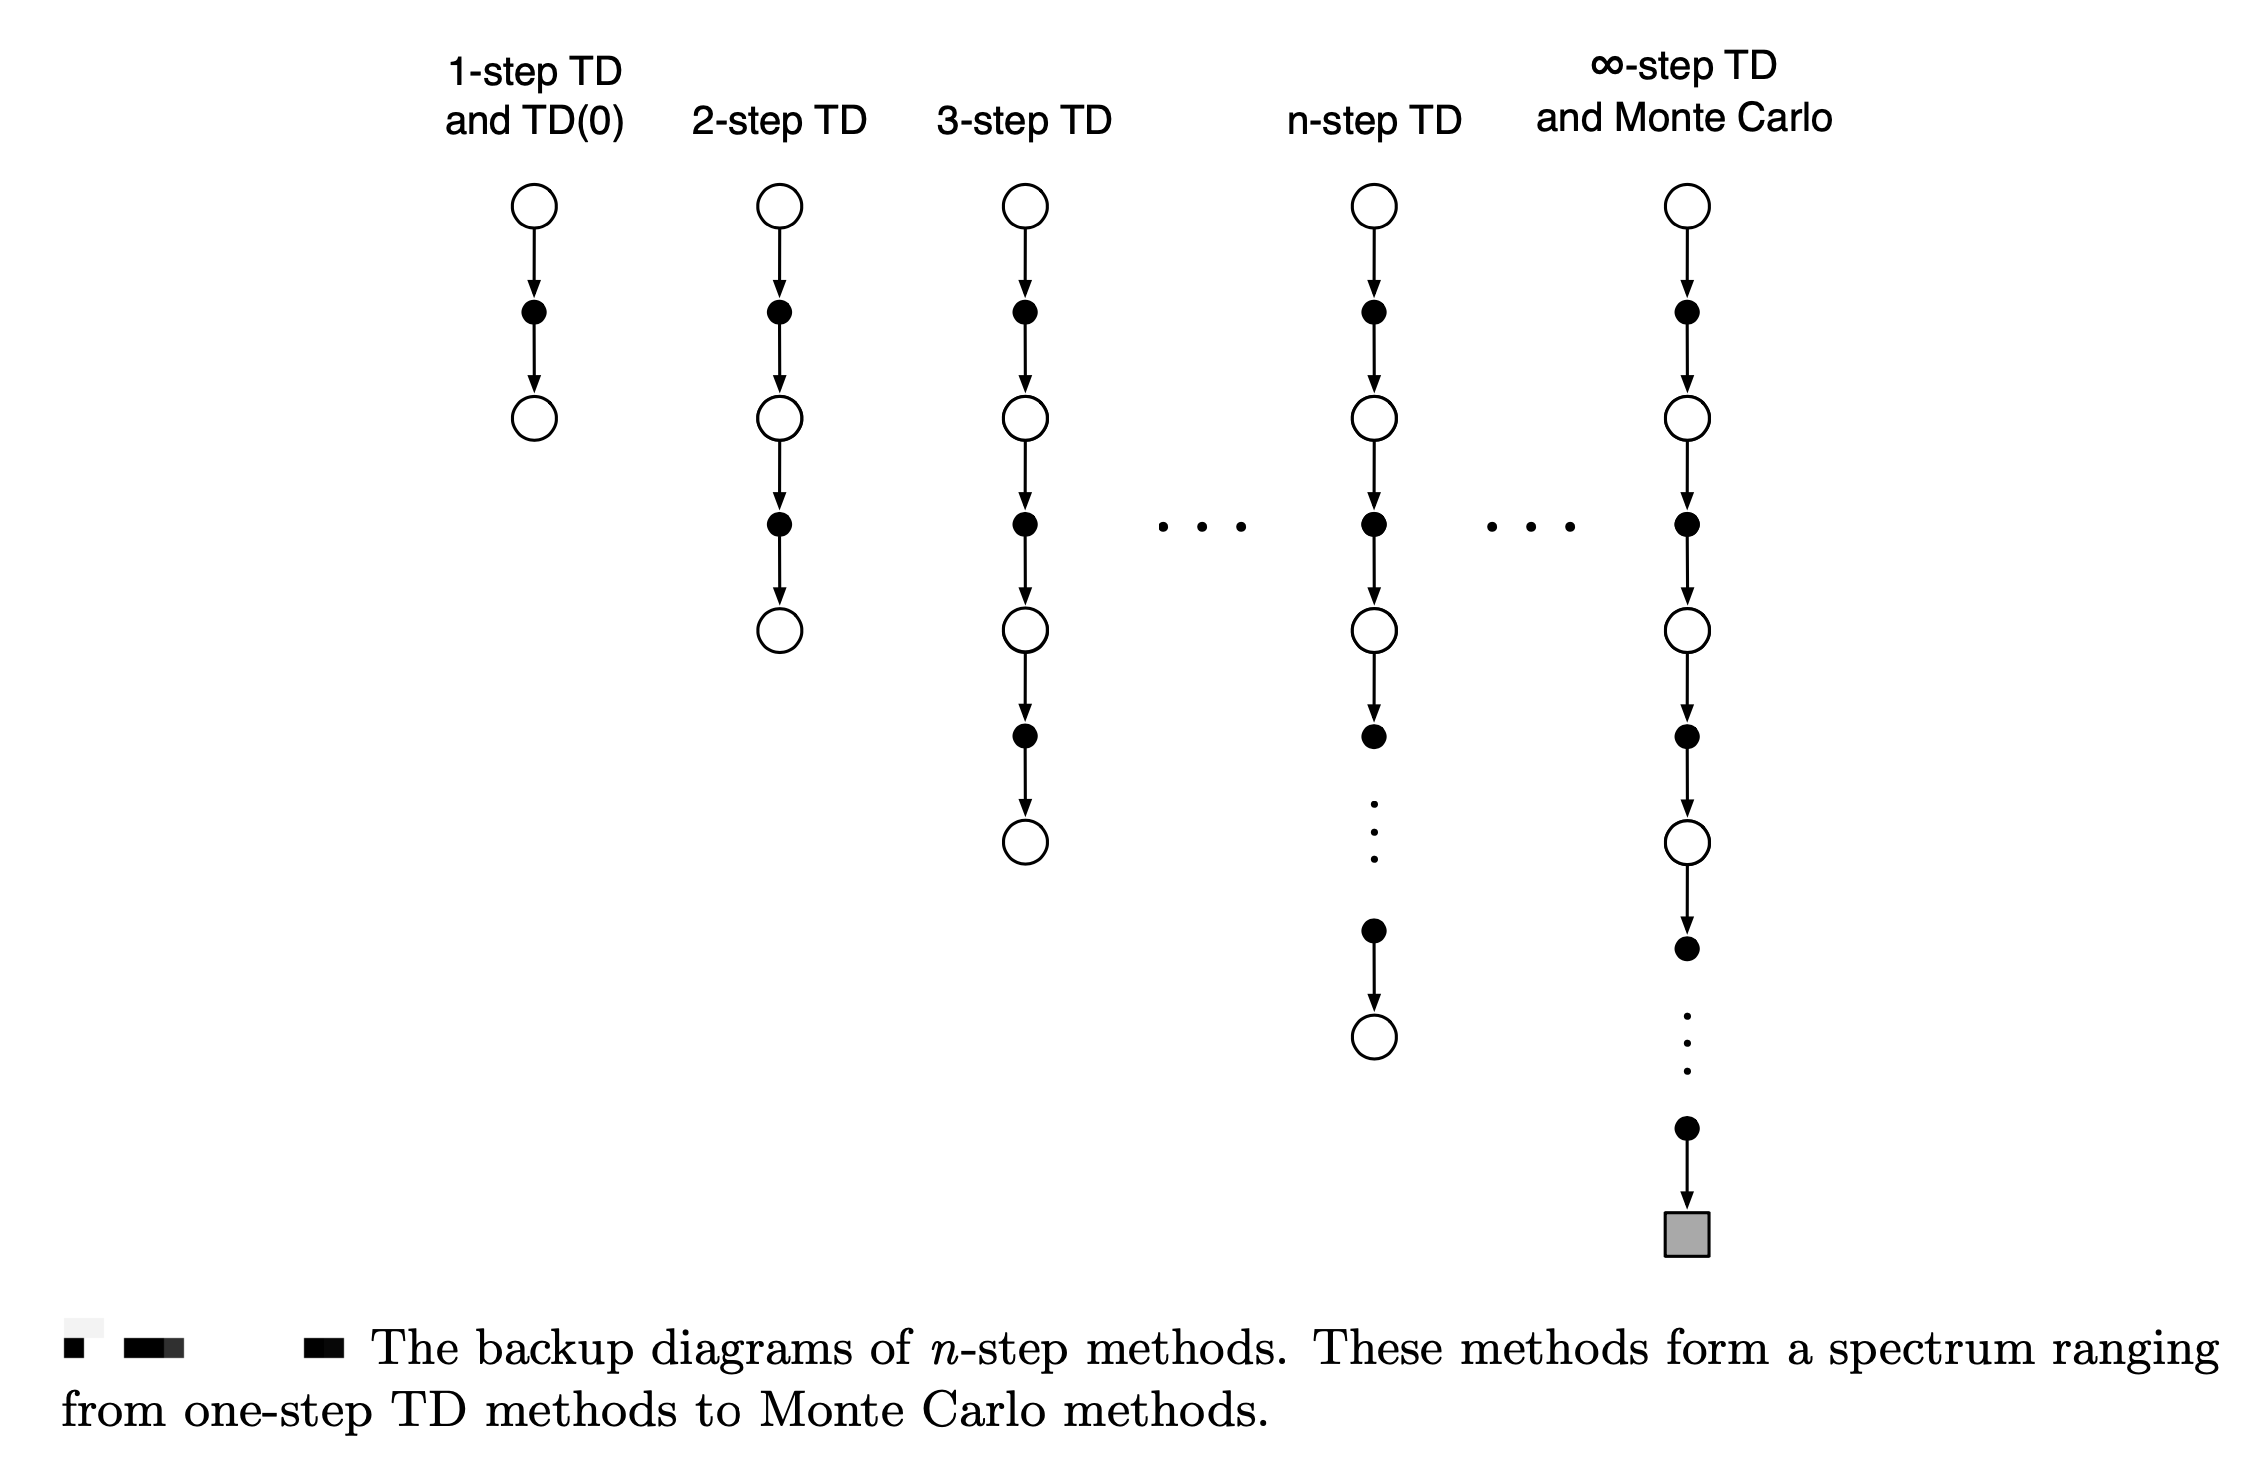 1-step TD
and TD(0)
2-step TD
3-step TD
n-step TD
∞-step TD
and Monte Carlo
The backup diagrams of n-step methods. These methods form a spectrum ranging
from one-step TD methods to Monte Carlo methods.